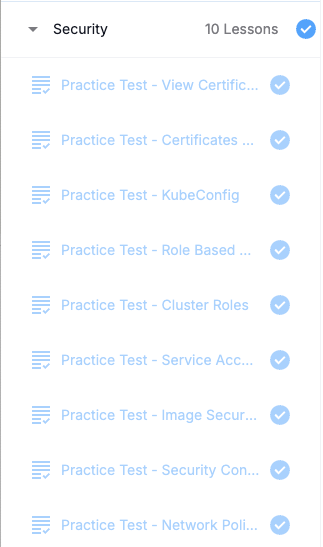 Security 10 Lessons
Practice Test - View Certific...
Practice Test - Certificates ...
Practice Test - KubeConfig
Practice Test - Role Based ...
Practice Test - Cluster Roles
Practice Test - Service Acc...
Practice Test - Image Secur...
Practice Test - Security Con...
Practice Test - Network Poli...